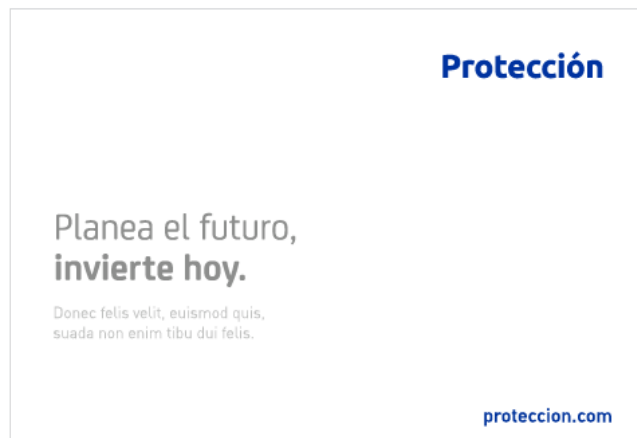 Protección
Planea el futuro,
invierte hoy.
Donec felis velit, euismod quis,
suada non enim tibu dui felis.
proteccion.com